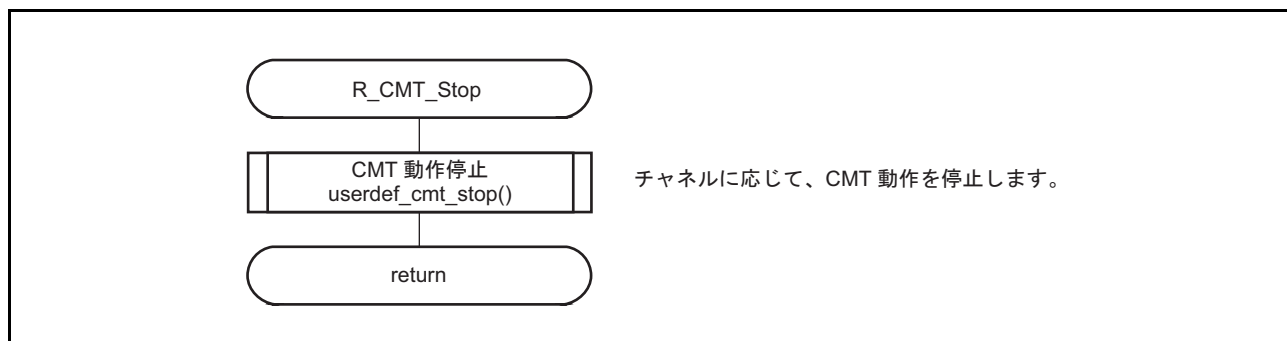 R_CMT_Stop
CMT 動作停止
userdef_cmt_stop()
チャネルに応じて、CMT 動作を停止します。
return